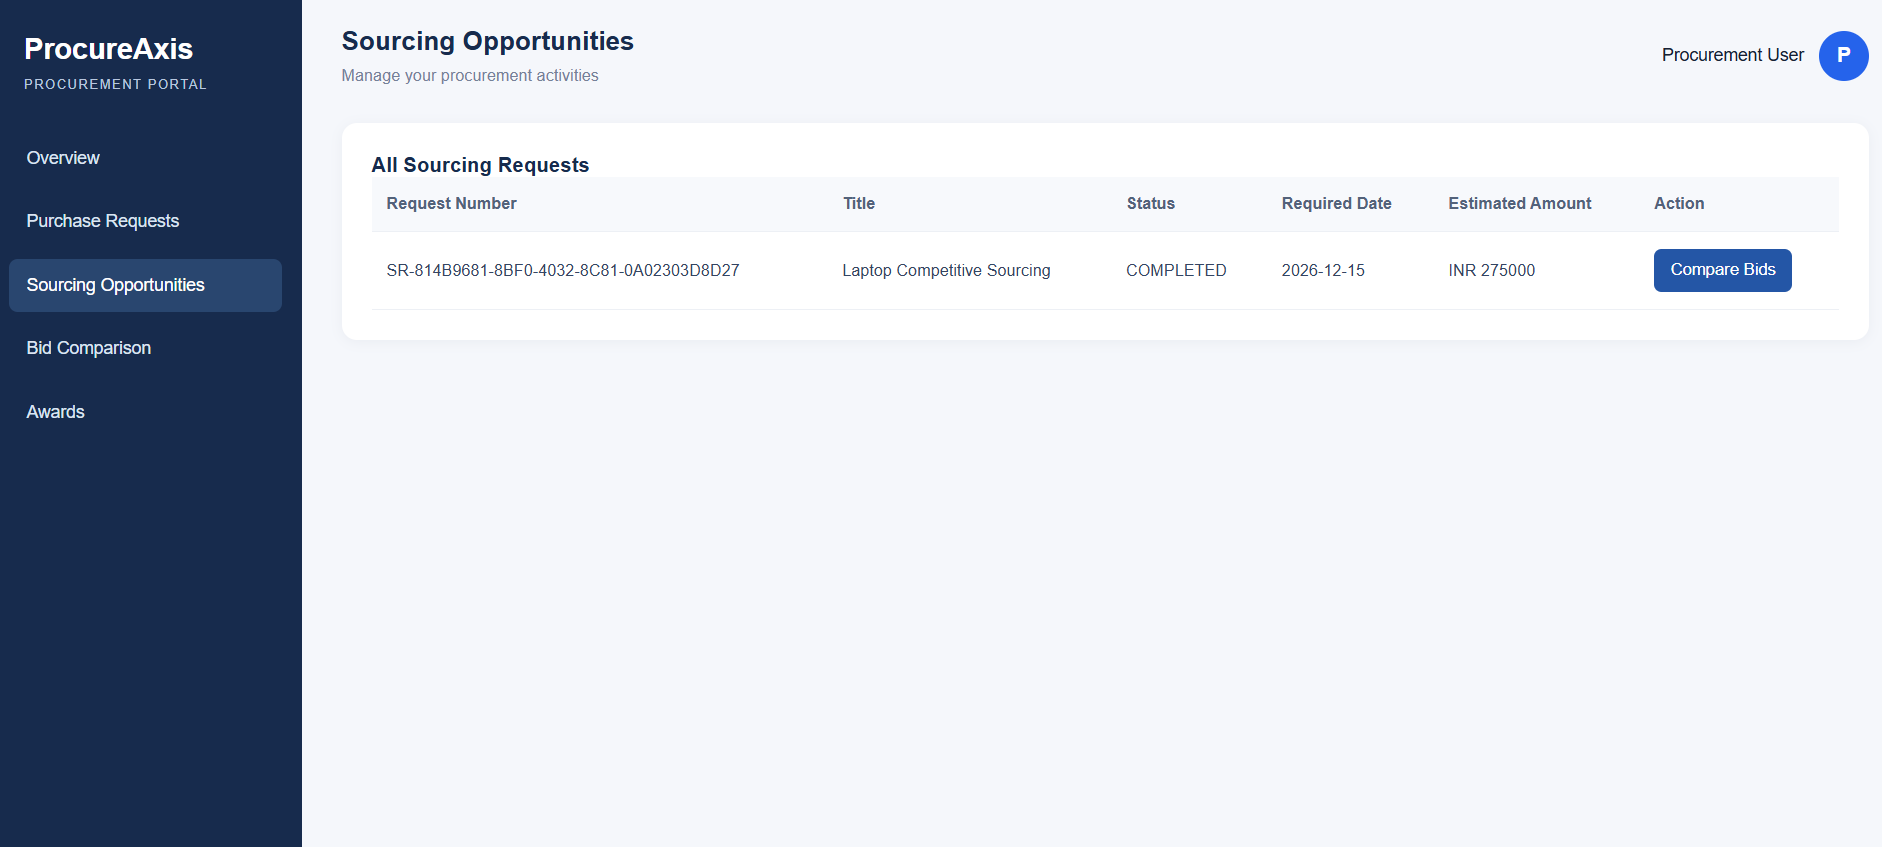 ProcureAxis
PROCUREMENT PORTAL
Overview
Purchase Requests
Sourcing Opportunities
Bid Comparison
Awards
Sourcing Opportunities
Manage your procurement activities
Procurement User
P
All Sourcing Requests
Request Number Title Status Required Date Estimated Amount Action
SR-814B9681-8BF0-4032-8C81-0A02303D8D27 Laptop Competitive Sourcing COMPLETED 2026-12-15 INR 275000 Compare Bids